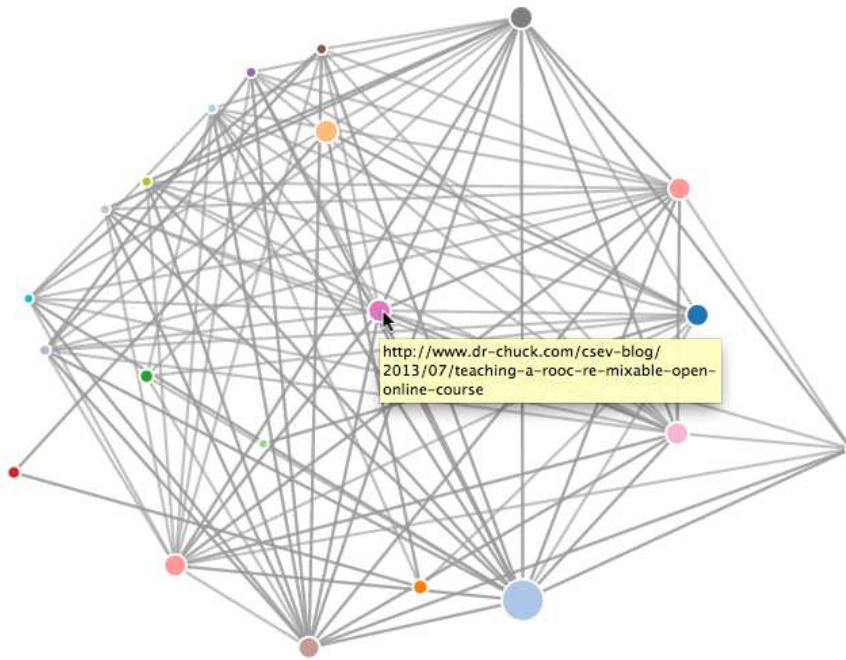 http://www.dr-chuck.com/csev-blog/
2013/07/teaching-a-rooc-re-mixable-open-
online-course